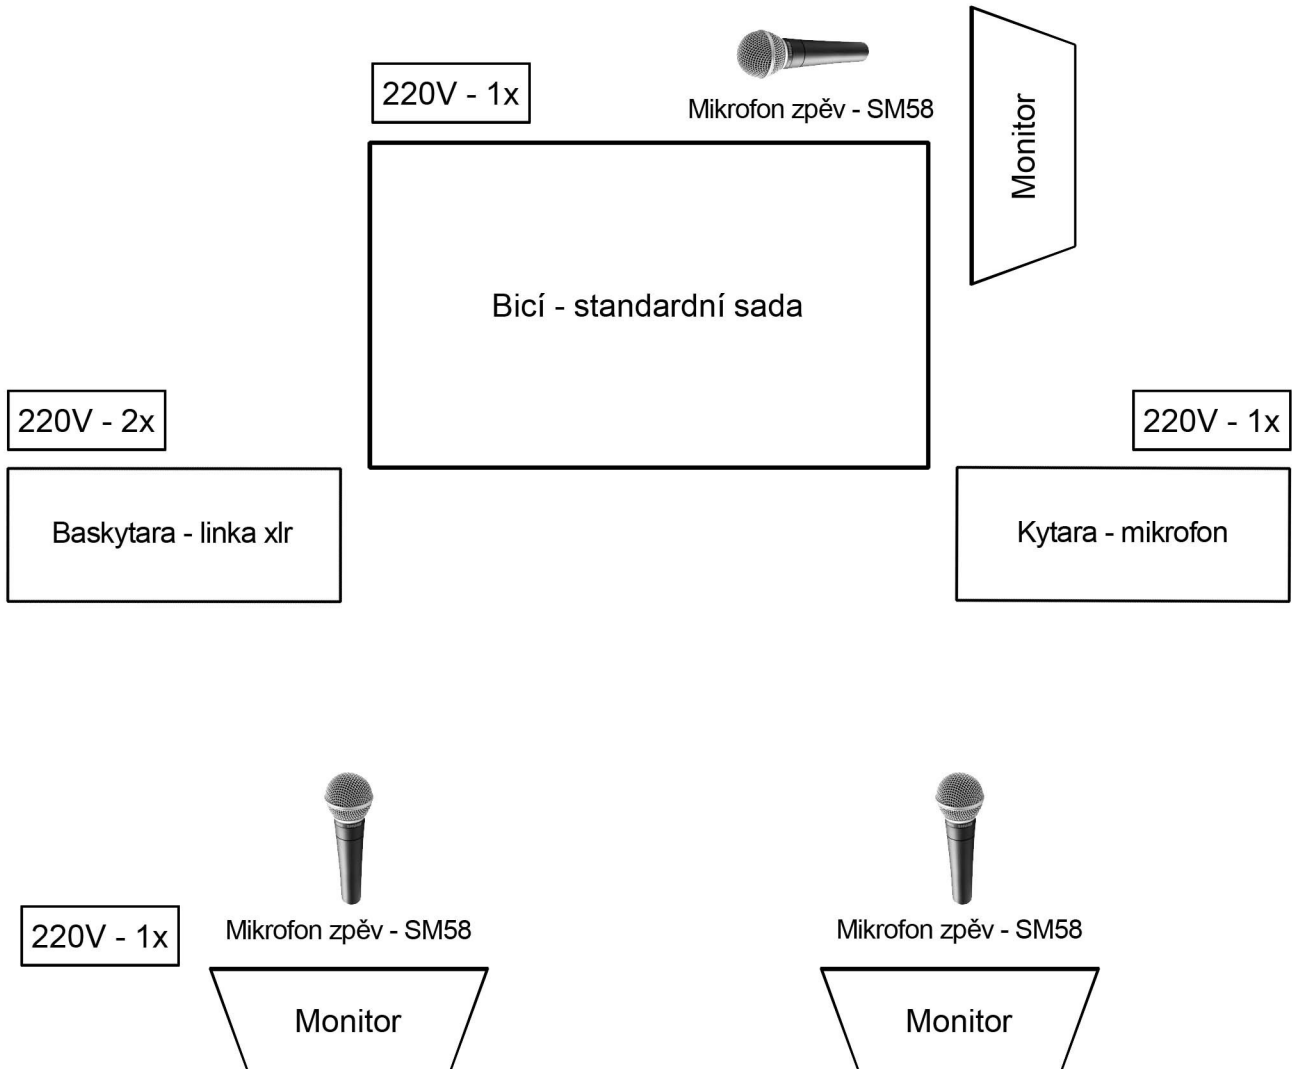 220V - 1x
Mikrofon zpěv - SM58
Monitor
Bicí - standardní sada
220V - 2x
220V - 1x
Baskytara - linka xlr
Kytara - mikrofon
220V - 1x
Mikrofon zpěv - SM58
Mikrofon zpěv - SM58
Monitor
Monitor